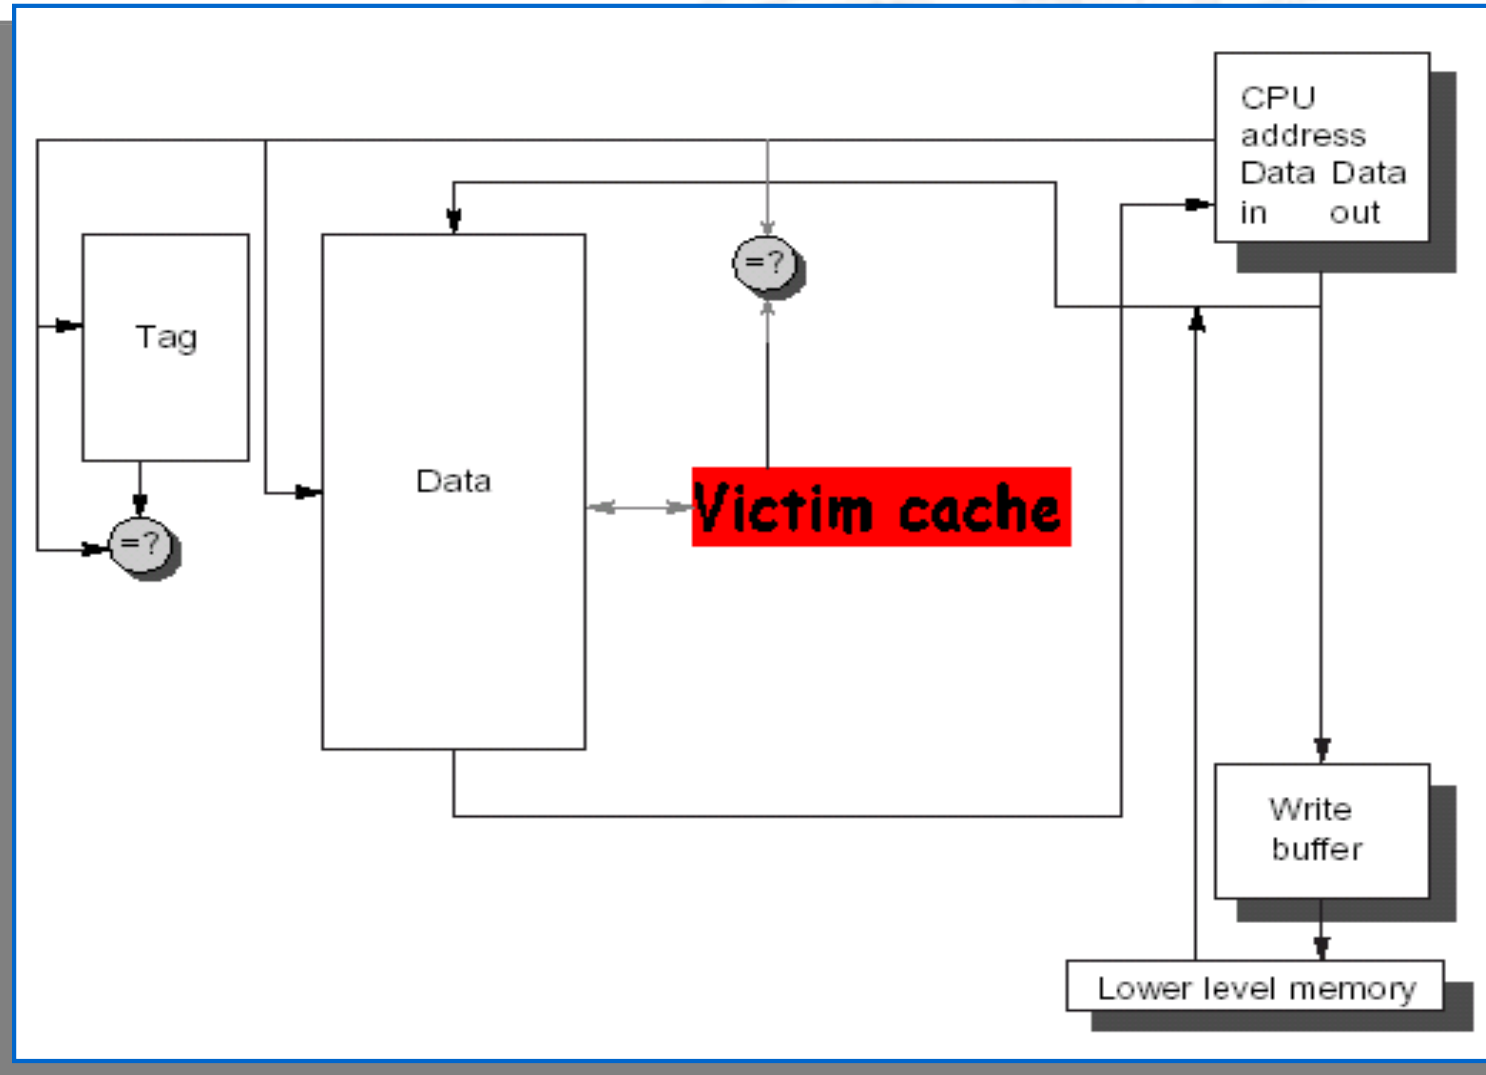 CPU
address
Data Data
in out
=?
Tag
Data
Victim cache
=?
Write
buffer
Lower level memory